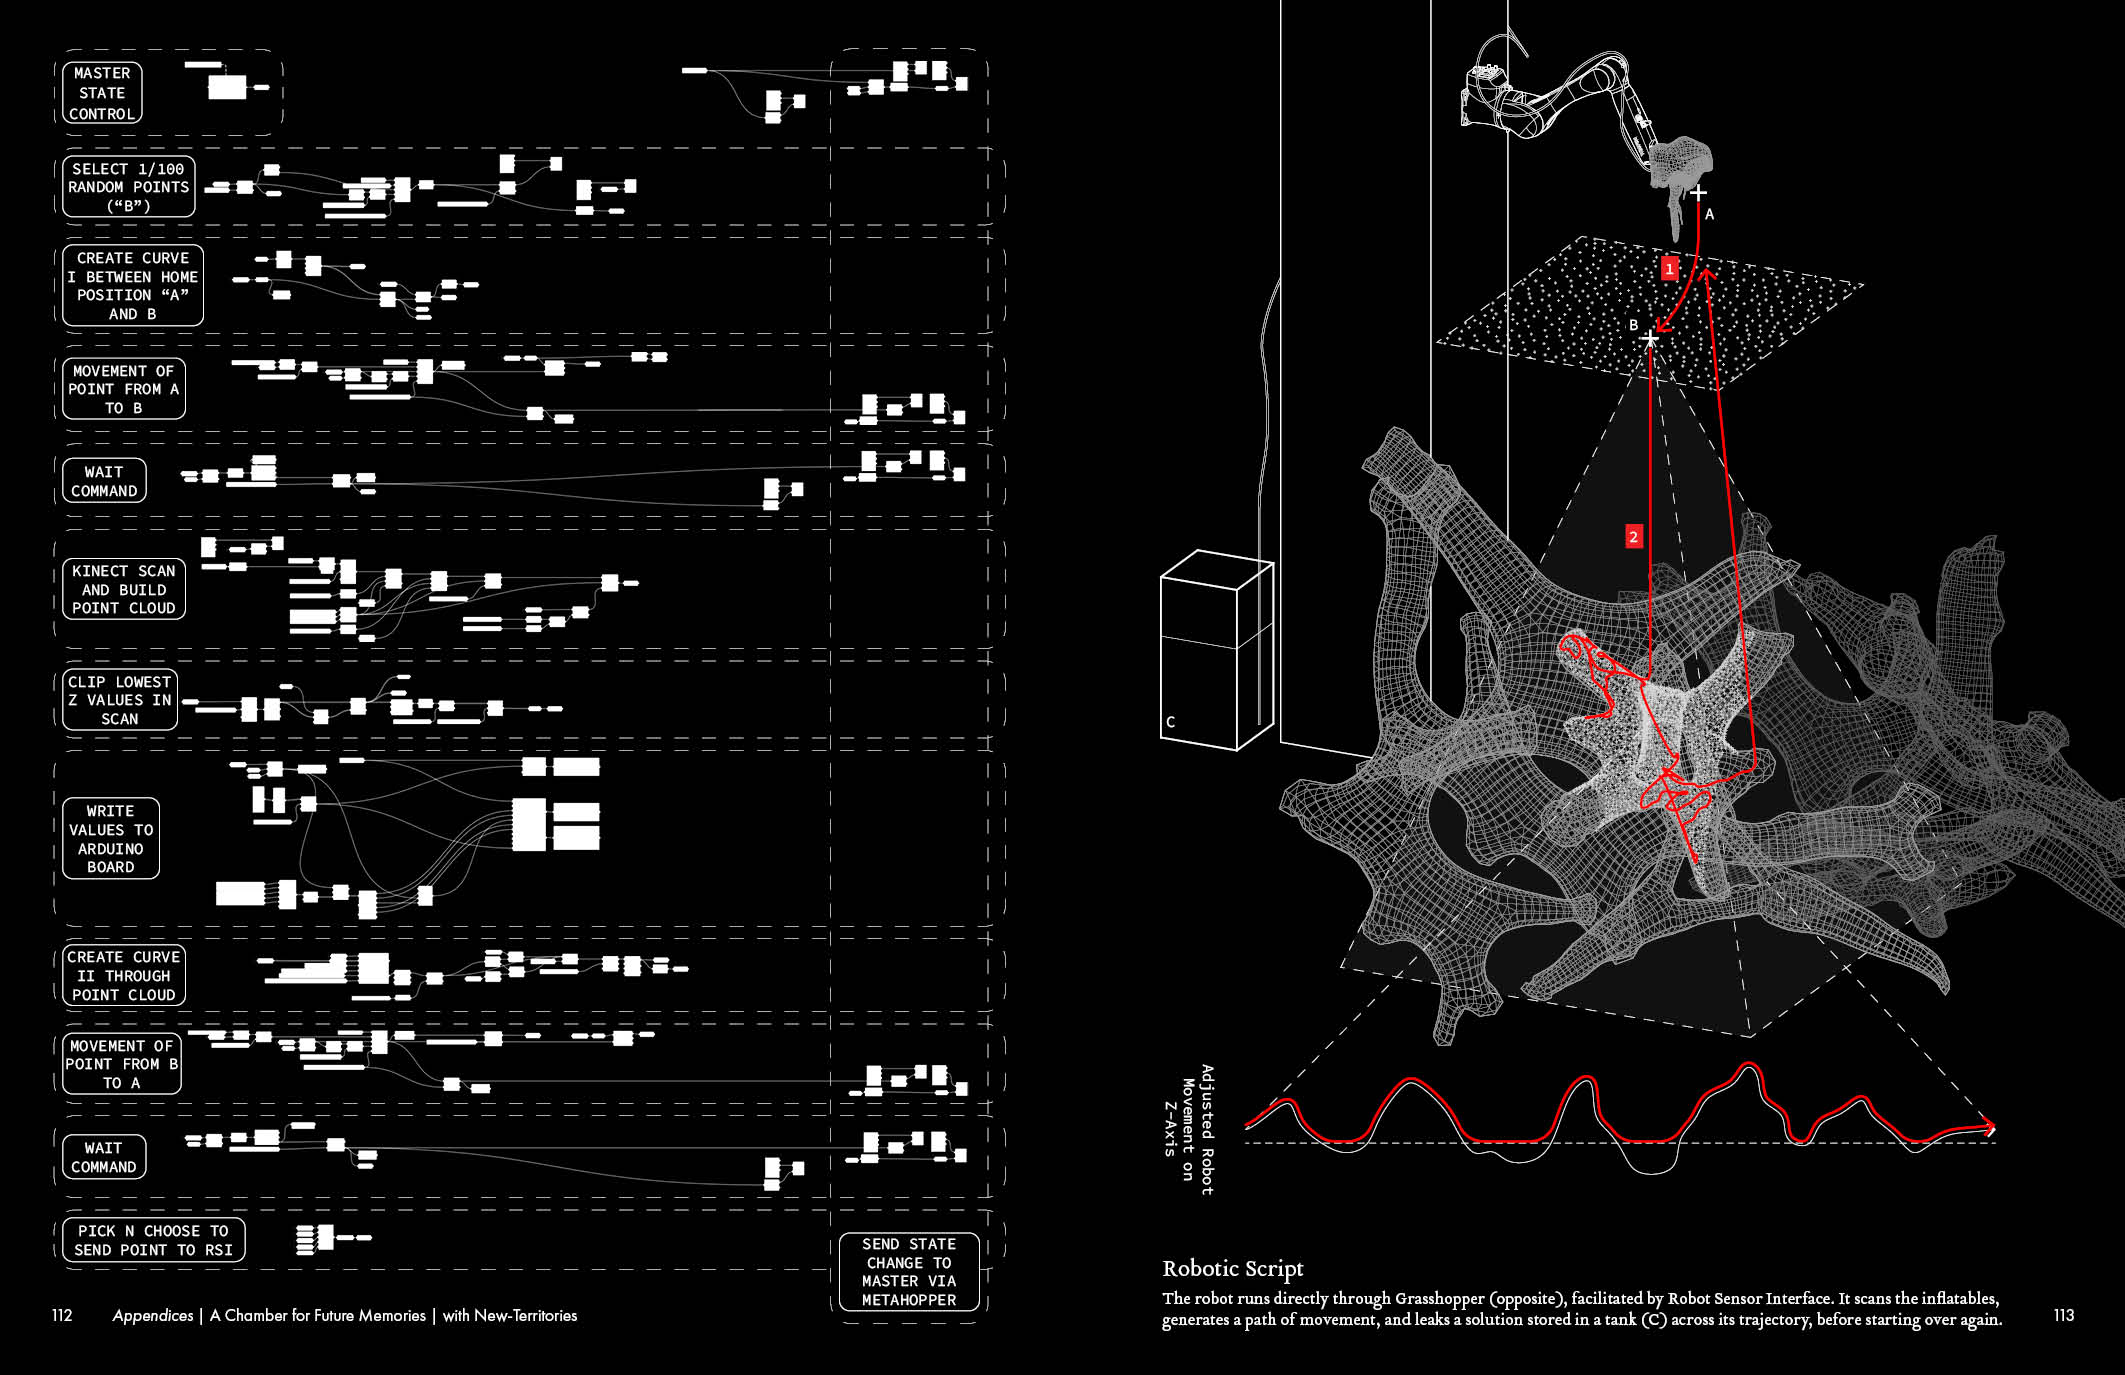 MASTER
STATE
CONTROL
SELECT 1/100
RANDOM POINTS
(“B”)
CREATE CURVE
I BETWEEN HOME
POSITION “A”
AND B
MOVEMENT OF
POINT FROM A
TO B
WAIT
COMMAND
KINECT SCAN
AND BUILD
POINT CLOUD
CLIP LOWEST
Z VALUES IN
SCAN
WRITE
VALUES TO
ARDUINO
BOARD
CREATE CURVE
II THROUGH
POINT CLOUD
MOVEMENT OF
POINT FROM B
TO A
WAIT
COMMAND
PICK N CHOOSE TO
SEND POINT TO RSI
SEND STATE
CHANGE TO
MASTER VIA
METAHOPPER
112 Appendices | A Chamber for Future Memories | with New-Territories
A
1
B
2
C
Adjusted Robot
Movement on
Z-Axis
Robotic Script
The robot runs directly through Grasshopper (opposite), facilitated by Robot Sensor Interface. It scans the inflatables,
generates a path of movement, and leaks a solution stored in a tank (C) across its trajectory, before starting over again.
113